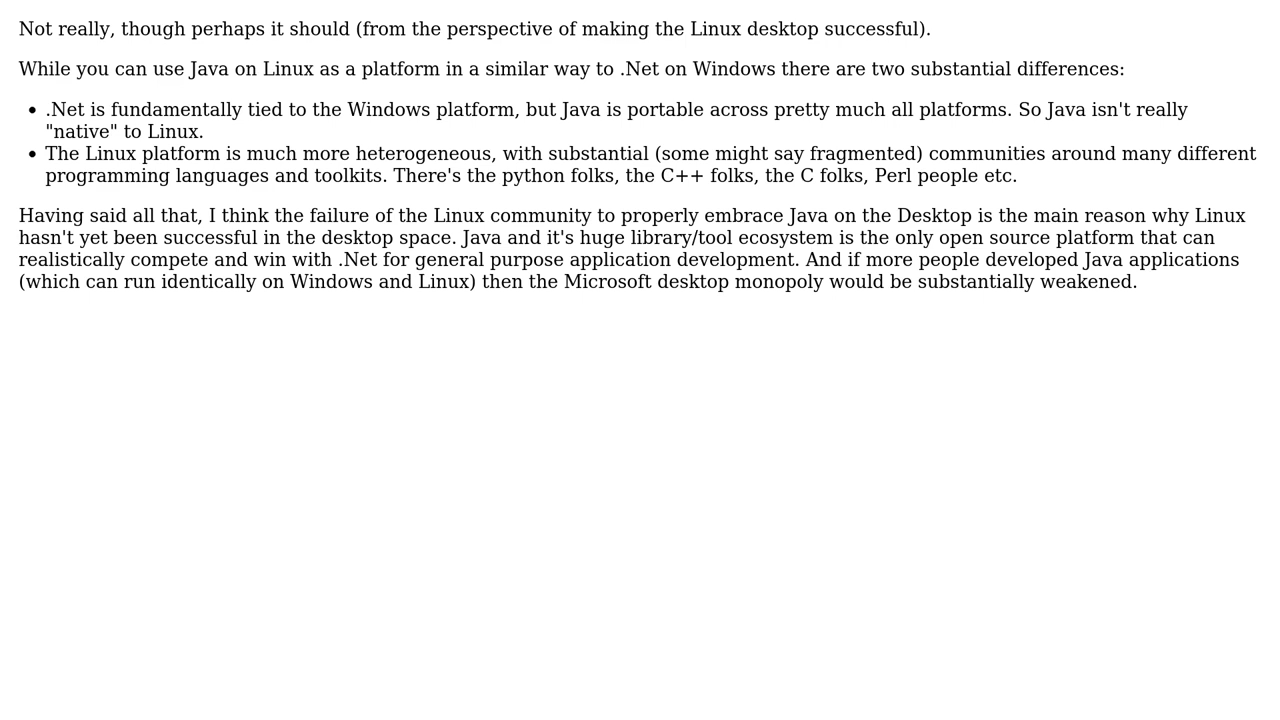 Not really, though perhaps it should (from the perspective of making the Linux desktop successful).
While you can use Java on Linux as a platform in a similar way to .Net on Windows there are two substantial differences:
• .Net is fundamentally tied to the Windows platform, but Java is portable across pretty much all platforms. So Java isn't really
"native" to Linux.
• The Linux platform is much more heterogeneous, with substantial (some might say fragmented) communities around many different
programming languages and toolkits. There's the python folks, the C++ folks, the C folks, Perl people etc.
Having said all that, I think the failure of the Linux community to properly embrace Java on the Desktop is the main reason why Linux
hasn't yet been successful in the desktop space. Java and it's huge library/tool ecosystem is the only open source platform that can
realistically compete and win with .Net for general purpose application development. And if more people developed Java applications
(which can run identically on Windows and Linux) then the Microsoft desktop monopoly would be substantially weakened.